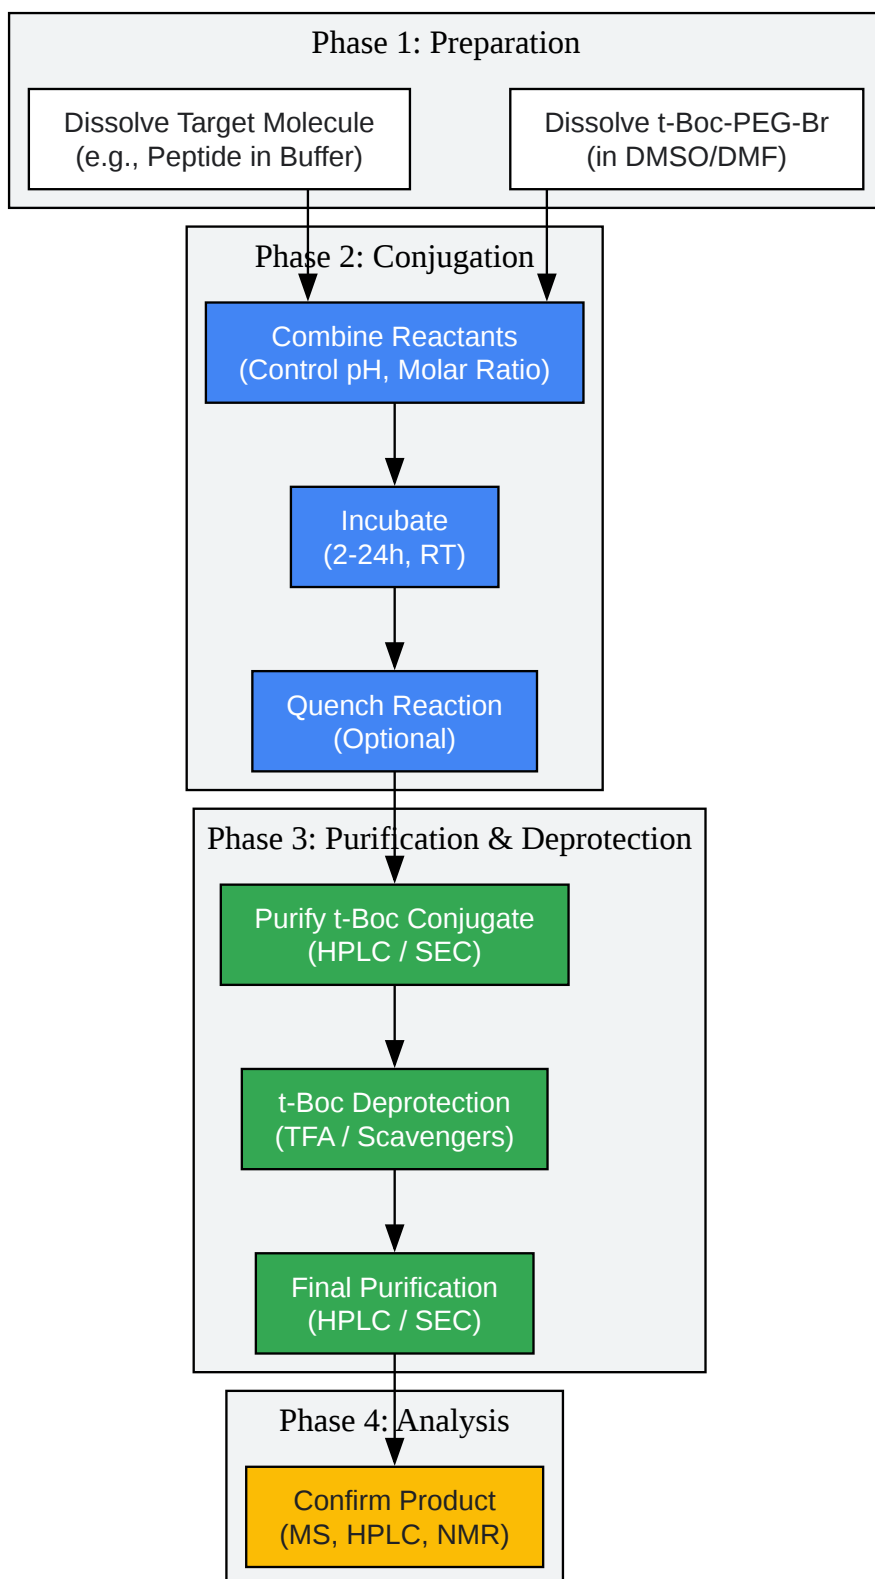 Phase 1: Preparation
Dissolve Target Molecule
(e.g., Peptide in Buffer)
Dissolve t-Boc-PEG-Br
(in DMSO/DMF)
Phase 2: Conjugation
Combine Reactants
(Control pH, Molar Ratio)
Incubate
(2-24h, RT)
Quench Reaction
(Optional)
Phase 3: Purification & Deprotection
Purify t-Boc Conjugate
(HPLC / SEC)
t-Boc Deprotection
(TFA / Scavengers)
Final Purification
(HPLC / SEC)
Phase 4: Analysis
Confirm Product
(MS, HPLC, NMR)